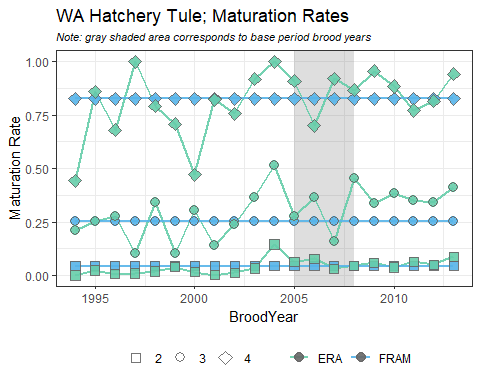 WA Hatchery Tule; Maturation Rates
Note: gray shaded area corresponds to base period brood years
Maturation Rate
1.00
0.75
0.50
0.25
0.00
1995 2000 2005 2010
BroodYear
2 3 4 ERA FRAM